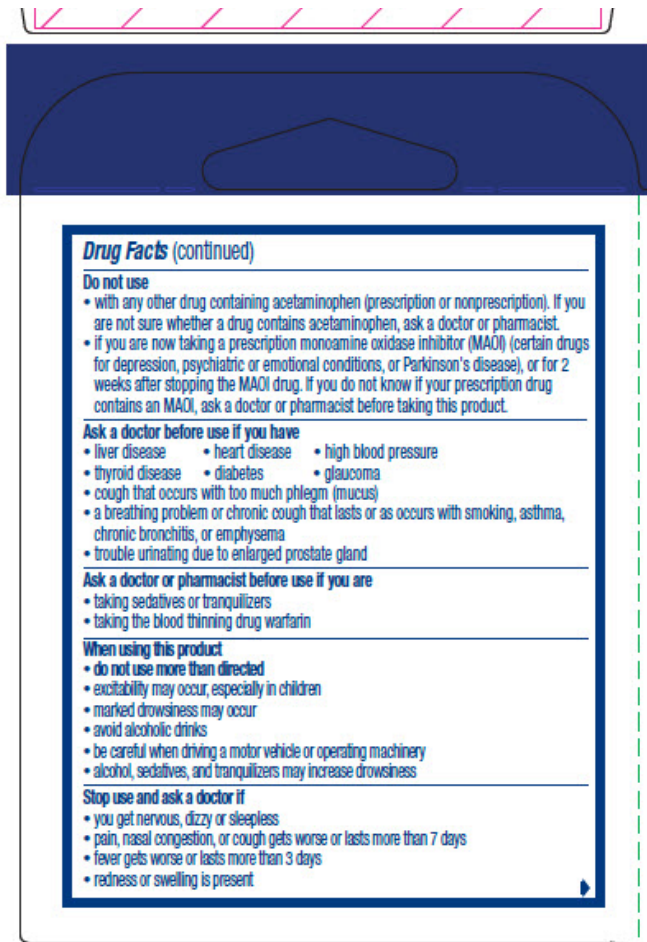 Drug Facts (continued)
Do not use
• with any other drug containing acetaminophen (prescription or nonprescription). If you
are not sure whether a drug contains acetaminophen, ask a doctor or pharmacist.
• if you are now taking a prescription monoamine oxidase inhibitor (MAOI) (certain drugs
for depression, psychiatric or emotional conditions, or Parkinson's disease), or for 2
weeks after stopping the MAOI drug. If you do not know if your prescription drug
contains an MAOI, ask a doctor or pharmacist before taking this product.
Ask a doctor before use if you have
• liver disease • heart disease • high blood pressure
• thyroid disease • diabetes • glaucoma
• cough that occurs with too much phlegm (mucus)
• a breathing problem or chronic cough that lasts or as occurs with smoking, asthma,
chronic bronchitis, or emphysema
• trouble urinating due to enlarged prostate gland
Ask a doctor or pharmacist before use if you are
• taking sedatives or tranquilizers
• taking the blood thinning drug warfarin
When using this product
• do not use more than directed
• excitability may occur, especially in children
• marked drowsiness may occur
• avoid alcoholic drinks
• be careful when driving a motor vehicle or operating machinery
• alcohol, sedatives, and tranquilizers may increase drowsiness
Stop use and ask a doctor if
• you get nervous, dizzy or sleepless
• pain, nasal congestion, or cough gets worse or lasts more than 7 days
• fever gets worse or lasts more than 3 days
• redness or swelling is present